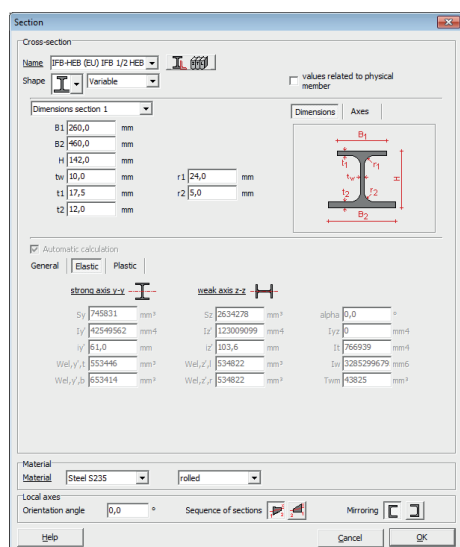 Section
Cross-section
Name IFB-HEB (EU) IFB 1/2 HEB
Shape Variable values related to physical member
Dimensions section 1 Dimensions Axes
B1 260,0 mm
B2 460,0 mm
H 142,0 mm
tw 10,0 mm r1 24,0 mm
t1 17,5 mm r2 5,0 mm
t2 12,0 mm
B1
t1 r1
tw H
t2 r2
B2
Automatic calculation
General Elastic Plastic
strong axis y-y weak axis z-z
Sy 745831 mm³ Sz 2634278 mm³ alpha 0,0 °
Iy' 42549562 mm4 Iz' 123009099 mm4 Iyz 0 mm4
iy' 61,0 mm iz' 103,6 mm It 766939 mm4
Wel,y',t 553446 mm³ Wel,z',l 534822 mm³ Iw 3285299679 mm6
Wel,y',b 653414 mm³ Wel,z',r 534822 mm³ Twm 43825 mm³
Material
Material Steel S235 rolled
Local axes
Orientation angle 0,0 ° Sequence of sections Mirroring
Help Cancel OK